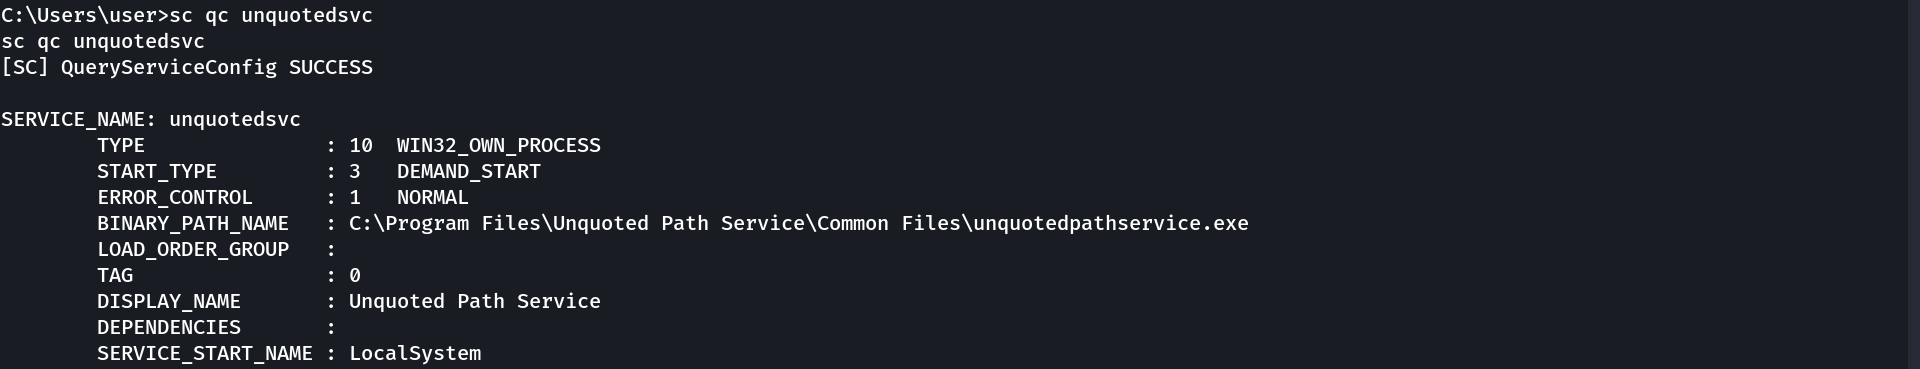 C:\Users\user>sc qc unquotedsvc
sc qc unquotedsvc
[SC] QueryServiceConfig SUCCESS

SERVICE_NAME: unquotedsvc
        TYPE               : 10  WIN32_OWN_PROCESS
        START_TYPE         : 3   DEMAND_START
        ERROR_CONTROL      : 1   NORMAL
        BINARY_PATH_NAME   : C:\Program Files\Unquoted Path Service\Common Files\unquotedpathservice.exe
        LOAD_ORDER_GROUP   :
        TAG                : 0
        DISPLAY_NAME       : Unquoted Path Service
        DEPENDENCIES       :
        SERVICE_START_NAME : LocalSystem